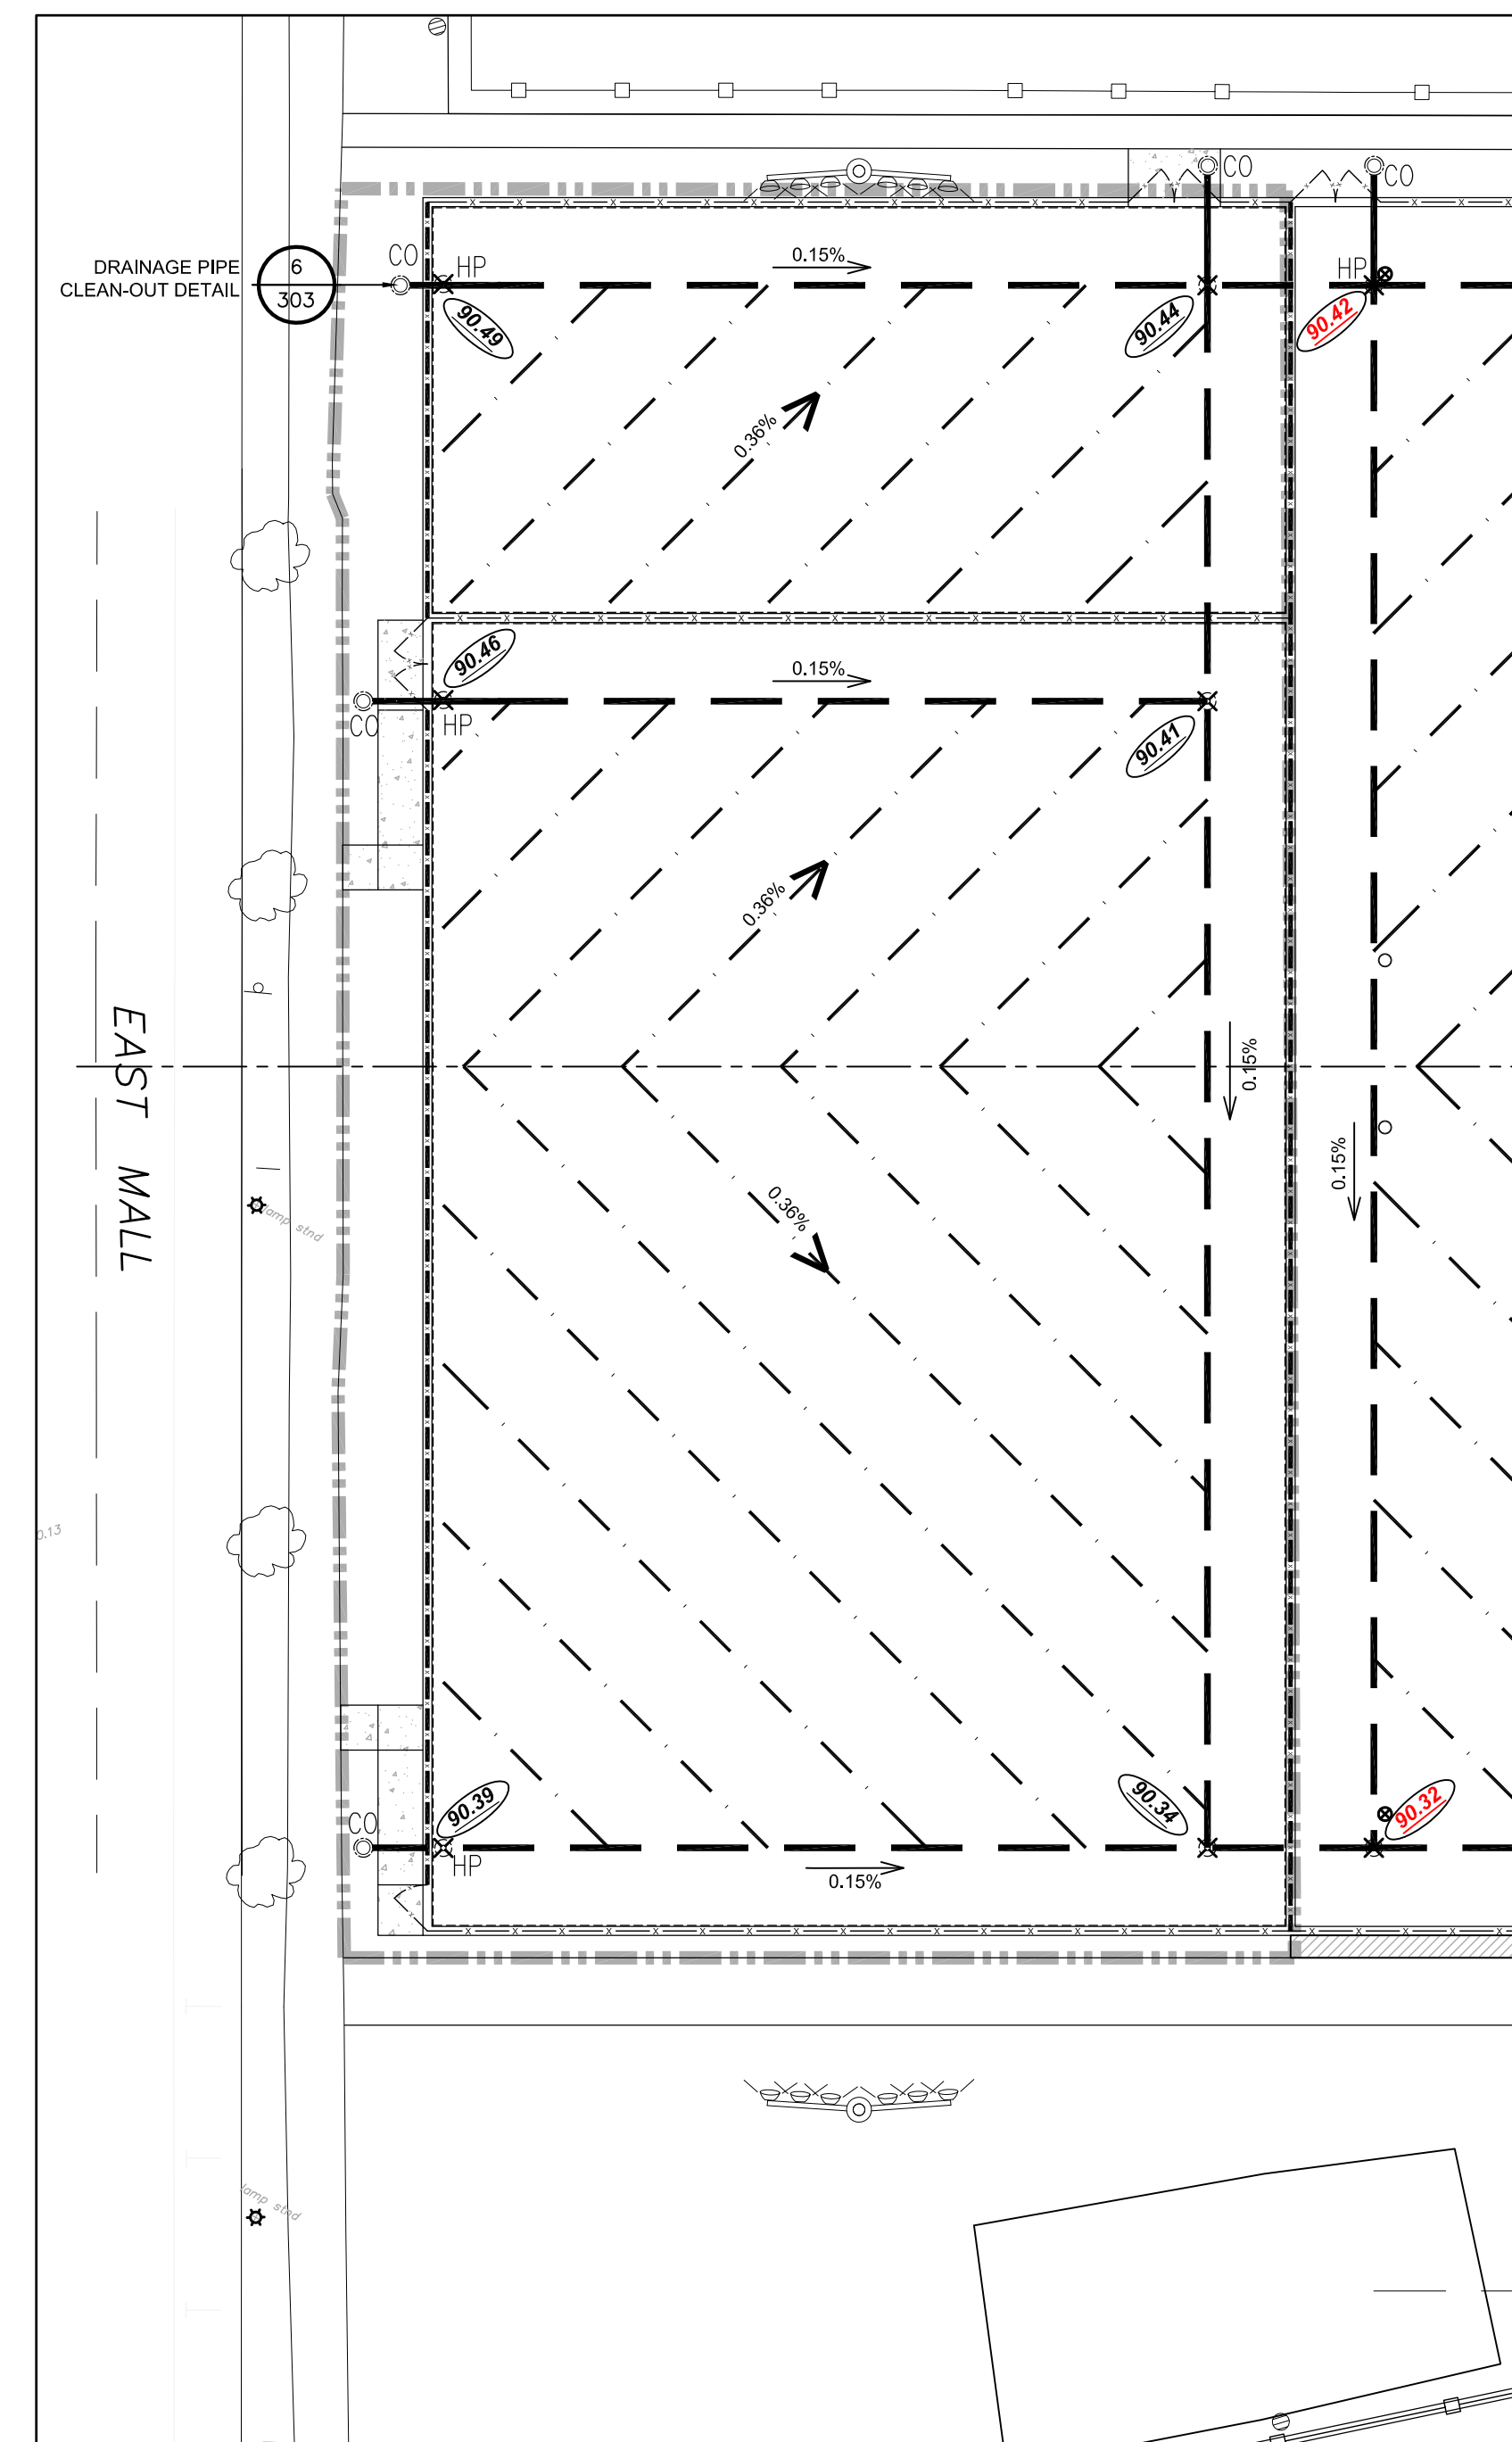 CO
CO
DRAINAGE PIPE
CLEAN-OUT DETAIL
6
303
CO
HP
0.15%
HP
90.49
90.44
90.42
0.36%
90.46
0.15%
CO
HP
90.41
0.36%
EAST MALL
0.15%
0.15%
0.36%
lamp stnd
0.13
90.39
90.34
90.32
CO
HP
0.15%
lamp stnd